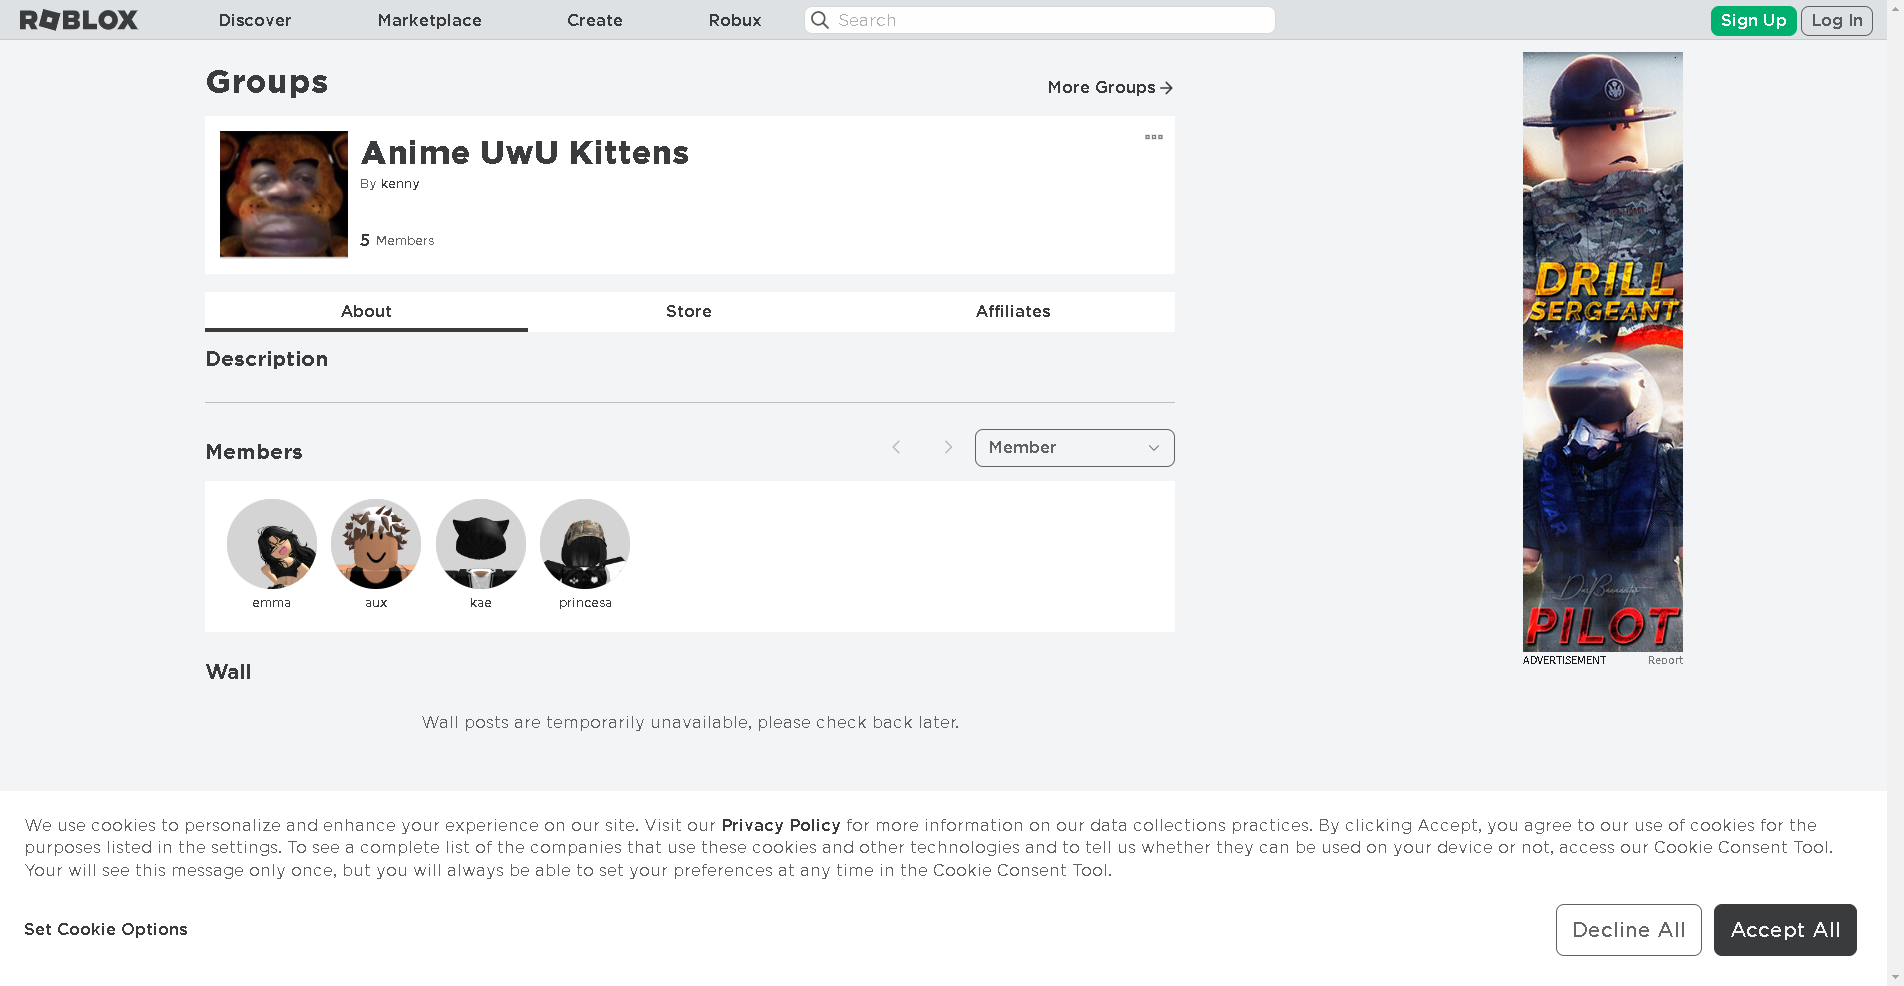 ROBLOX
Discover
Marketplace
Create
Robux
Search
Sign Up
Log In
Groups
More Groups
Anime UwU Kittens
By kenny
5 Members
About
Store
Affiliates
Description
Members
Member
emma
aux
kae
princesa
Wall
Wall posts are temporarily unavailable, please check back later.
DRILL
SERGEANT
CAVIAR
PILOT
ADVERTISEMENT
Report
We use cookies to personalize and enhance your experience on our site. Visit our Privacy Policy for more information on our data collections practices. By clicking Accept, you agree to our use of cookies for the
purposes listed in the settings. To see a complete list of the companies that use these cookies and other technologies and to tell us whether they can be used on your device or not, access our Cookie Consent Tool.
Your will see this message only once, but you will always be able to set your preferences at any time in the Cookie Consent Tool.
Set Cookie Options
Decline All
Accept All